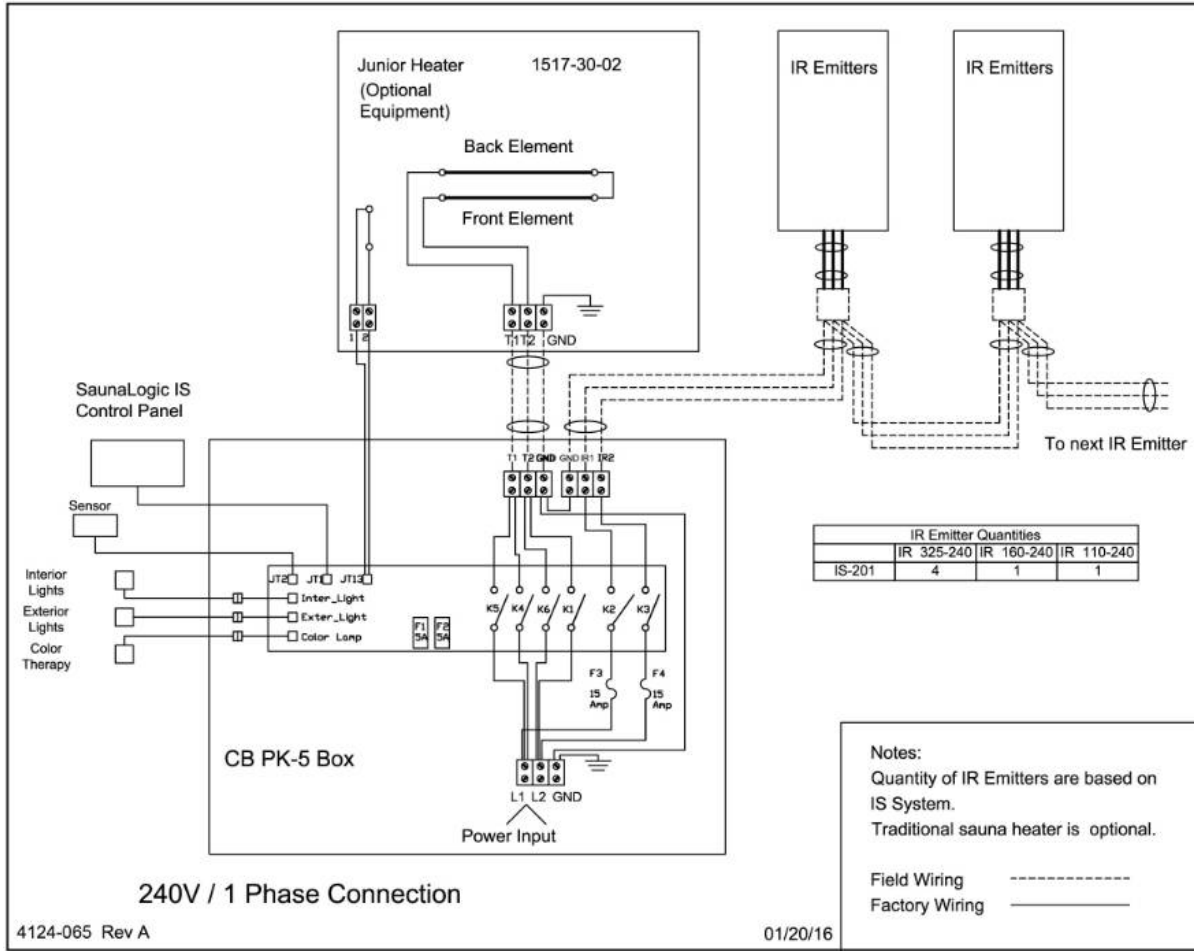 Junior Heater 1517-30-02
(Optional
Equipment)
Back Element
Front Element
1 2
T1 T2 GND
IR Emitters
IR Emitters
To next IR Emitter
SaunaLogic IS
Control Panel
Sensor
Interior
Lights
Exterior
Lights
Color
Therapy
T1 T2 GND GND IR1 IR2
JT2 JT1 JT13
Inter_Light
Exter_Light
Color Lamp
F1
5A
F2
5A
K5 K4 K6 K1 K2 K3
F3
15
Amp
F4
15
Amp
CB PK-5 Box
L1 L2 GND
Power Input
IR Emitter Quantities
IR 325-240 IR 160-240 IR 110-240
IS-201 4 1 1
Notes:
Quantity of IR Emitters are based on
IS System.
Traditional sauna heater is optional.
Field Wiring
Factory Wiring
240V / 1 Phase Connection
4124-065 Rev A
01/20/16